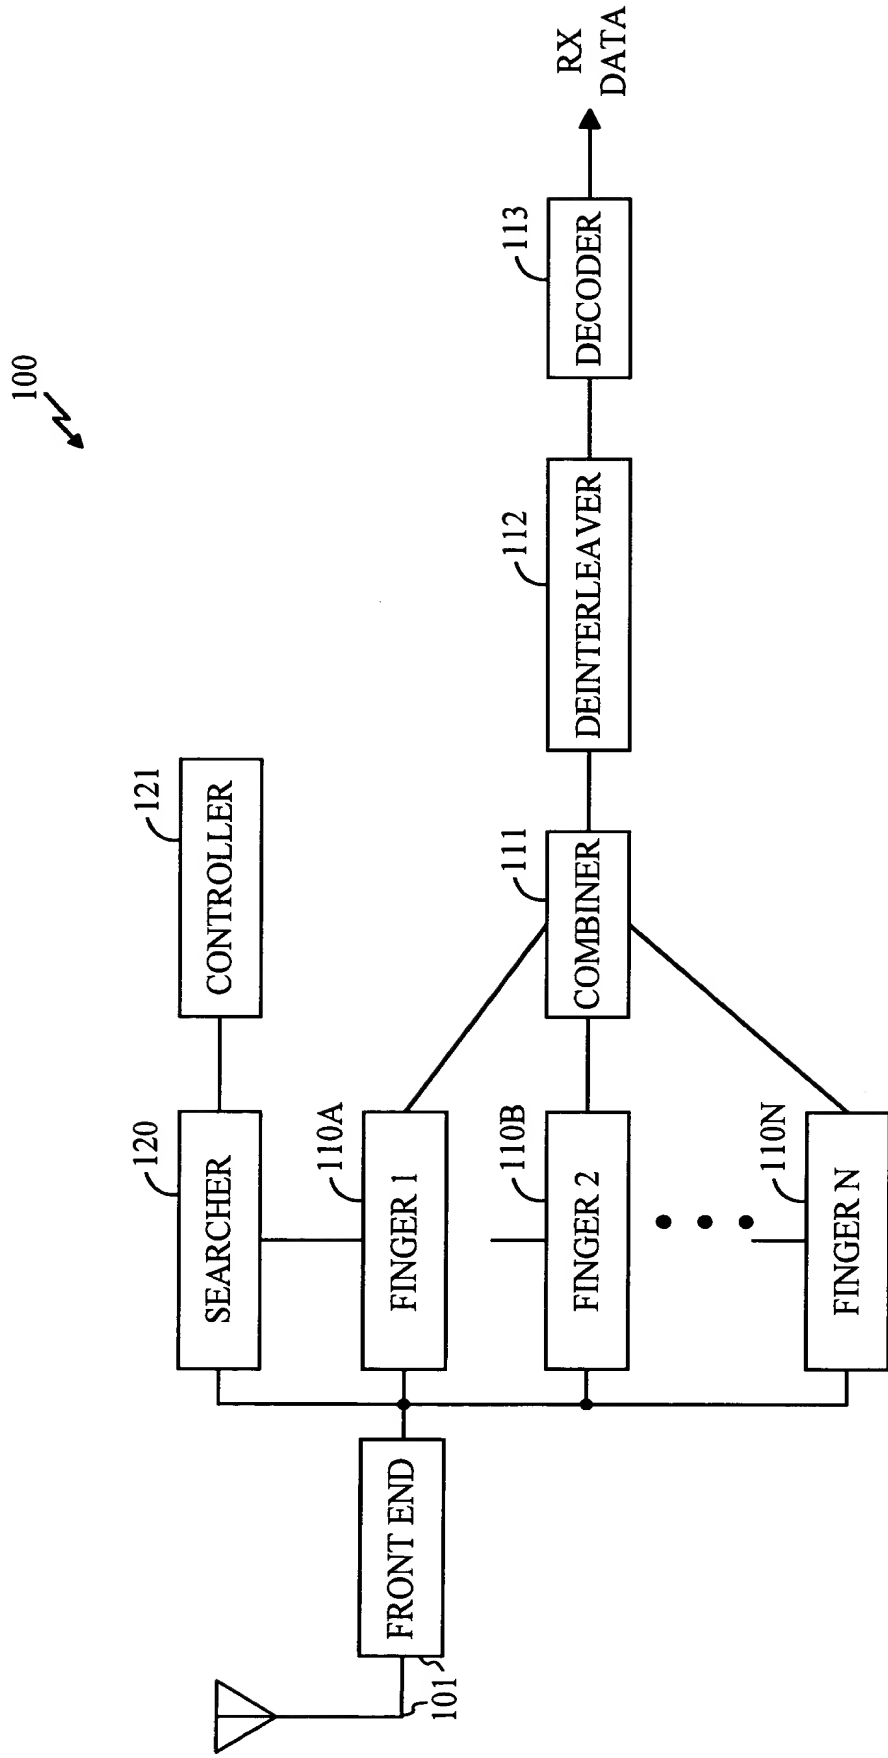 100
120
SEARCHER
121
CONTROLLER
101
FRONT END
110A
FINGER 1
110B
FINGER 2
110N
FINGER N
111
COMBINER
112
DEINTERLEAVER
113
DECODER
RX
DATA